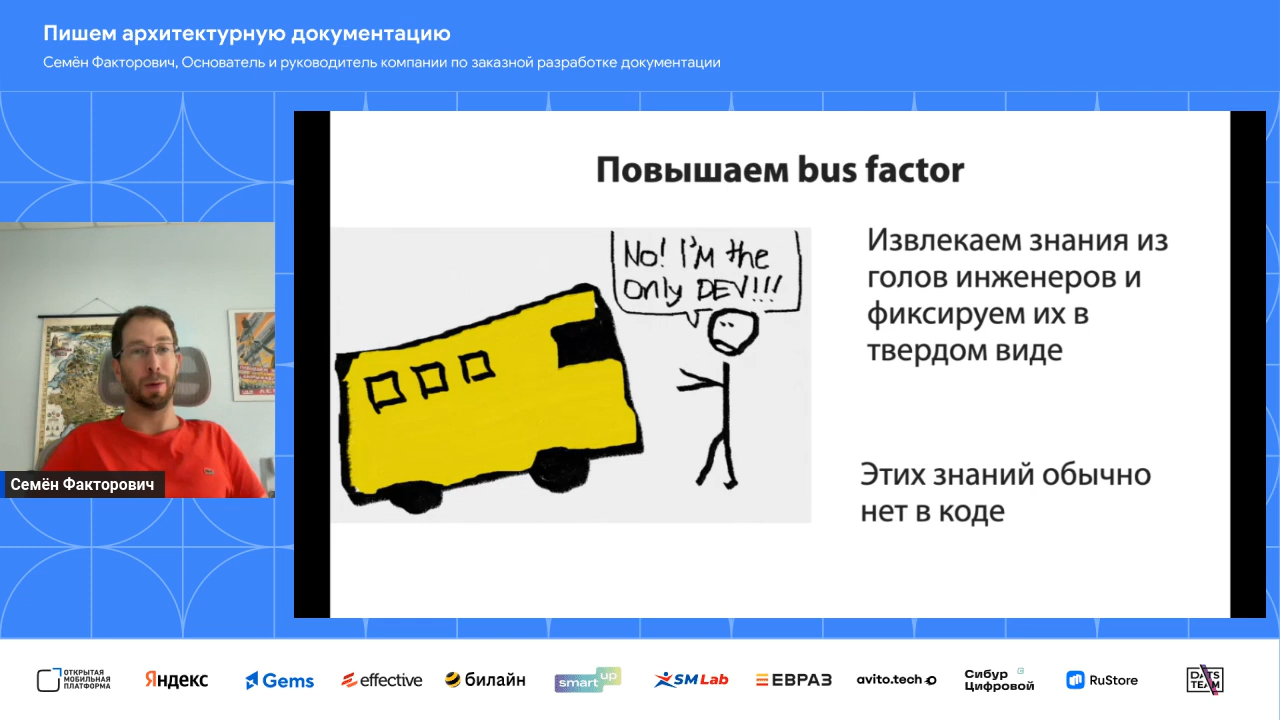 Пишем архитектурную документацию
Семён Факторович, Основатель и руководитель компании по заказной разработке документации
Повышаем bus factor
No! I'm the
only DEV!!!
Извлекаем знания из
голов инженеров и
фиксируем их в
твердом виде
Этих знаний обычно
нет в коде
Семён Факторович
ОТКРЫТАЯ
МОБИЛЬНАЯ
ПЛАТФОРМА
Яндекс
Gems
effective
билайн
smart up
SM Lab
ЕВРАЗ
avito.tech
Сибур
Цифровой
RuStore
DATS
TEAM